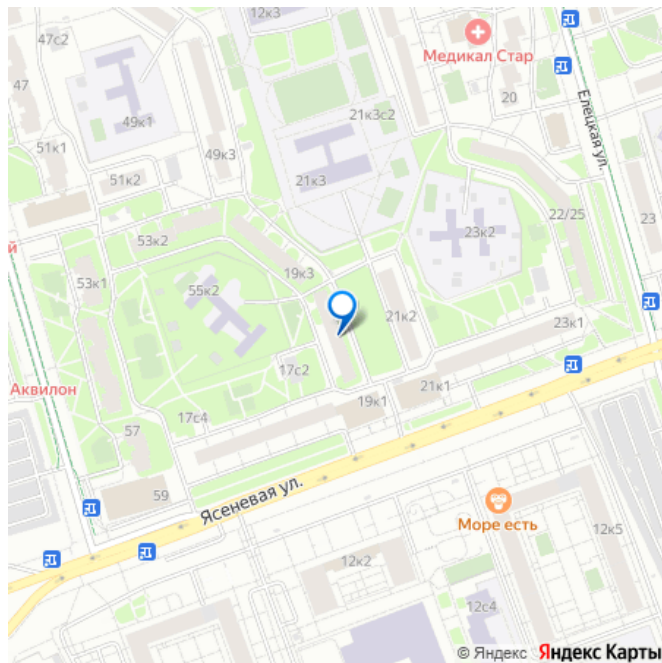 12к3
47с2
Медикал Стар
47
20
49к1
21к3с2
Елецкая ул.
51к1
49к3
51к2
21к3
22/25
23
53к2
23к2
й
19к3
53к1
55к2
21к2
23к1
17с2
Аквилон
21к1
19к1
17с4
57
59
Ясеневая ул.
Море есть
12к5
12к2
12с4
© Яндекс Яндекс Карты